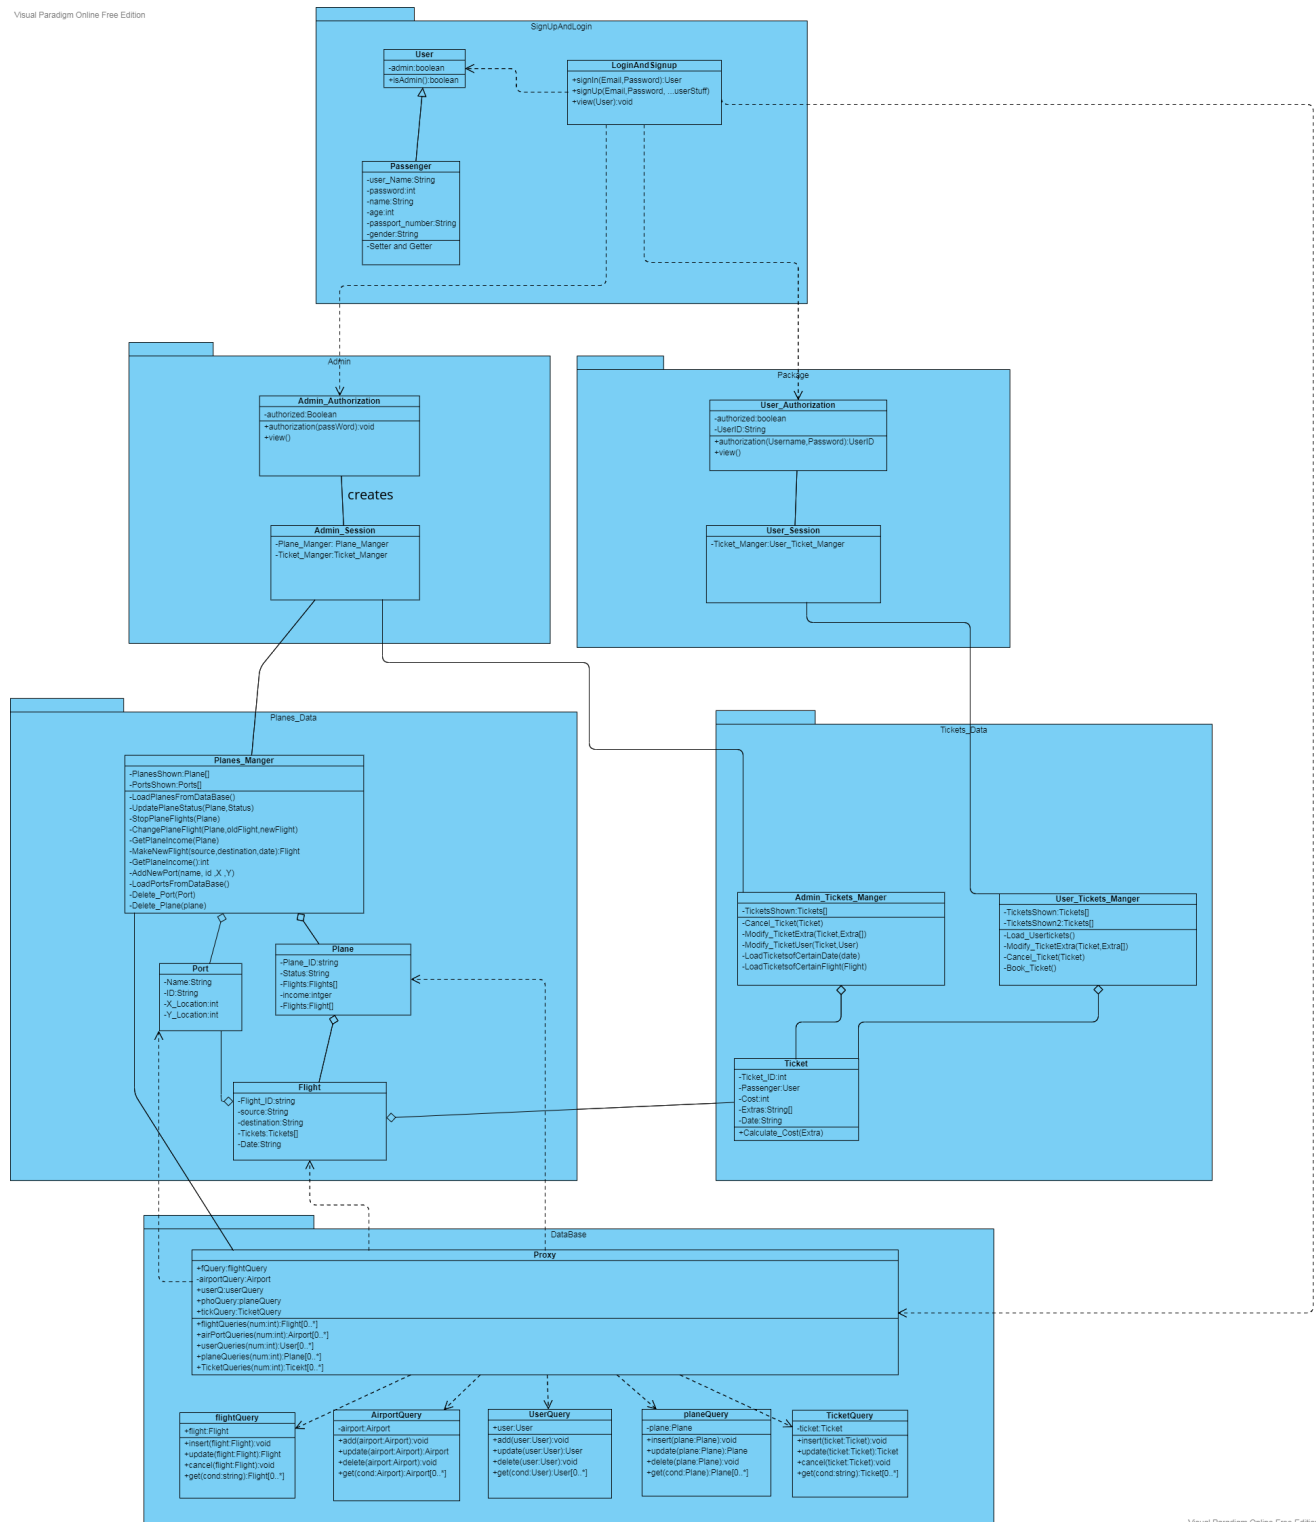 Visual Paradigm Online Free Edition
SignUpAndLogin
User
-admin:boolean
+isAdmin():boolean
LoginAndSignup
+signIn(Email,Password):User
+signUp(Email,Password, ...userStuff)
+view(User):void
Passenger
-user_Name:String
-password:int
-name:String
-age:int
-passport_number:String
-gender:String
-Setter and Getter
Admin
Admin_Authorization
-authorized:Boolean
+authorization(passWord):void
+view()
creates
Admin_Session
-Plane_Manger: Plane_Manger
-Ticket_Manger:Ticket_Manger
Package
User_Authorization
-authorized:boolean
-UserID:String
+authorization(Username,Password):UserID
+view()
User_Session
-Ticket_Manger:User_Ticket_Manger
Planes_Data
Planes_Manger
-PlanesShown:Plane[]
-PortsShown:Ports[]
-LoadPlanesFromDataBase()
-UpdatePlaneStatus(Plane,Status)
-StopPlaneFlights(Plane)
-ChangePlaneFlight(Plane,oldFlight,newFlight)
-GetPlaneIncome(Plane)
-MakeNewFlight(source,destination,date):Flight
-GetPlaneIncome():int
-AddNewPort(name, id ,X ,Y)
-LoadPortsFromDataBase()
-Delete_Port(Port)
-Delete_Plane(plane)
Port
-Name:String
-ID:String
-X_Location:int
-Y_Location:int
Plane
-Plane_ID:string
-Status:String
-Flights:Flights[]
-income:intger
-Flights:Flight[]
Flight
-Flight_ID:string
-source:String
-destination:String
-Tickets:Tickets[]
-Date:String
Tickets_Data
Admin_Tickets_Manger
-TicketsShown:Tickets[]
-Cancel_Ticket(Ticket)
-Modify_TicketExtra(Ticket,Extra[])
-Modify_TicketUser(Ticket,User)
-LoadTicketsofCertainDate(date)
-LoadTicketsofCertainFlight(Flight)
User_Tickets_Manger
-TicketsShown:Tickets[]
-TicketsShown2:Tickets[]
-Load_Usertickets()
-Modify_TicketExtra(Ticket,Extra[])
-Cancel_Ticket(Ticket)
-Book_Ticket()
Ticket
-Ticket_ID:int
-Passenger:User
-Cost:int
-Extras:String[]
-Date:String
+Calculate_Cost(Extra)
DataBase
Proxy
+fQuery:flightQuery
-airportQuery:Airport
+userQ:userQuery
+phoQuery:planeQuery
+tickQuery:TicketQuery
+flightQueries(num:int):Flight[0..*]
+airPortQueries(num:int):Airport[0..*]
+userQueries(num:int):User[0..*]
+planeQueries(num:int):Plane[0..*]
+TicketQueries(num:int):Ticekt[0..*]
flightQuery
+flight:Flight
+insert(flight:Flight):void
+update(flight:Flight):Flight
+cancel(flight:Flight):void
+get(cond:string):Flight[0..*]
AirportQuery
-airport:Airport
+add(airport:Airport):void
+update(airport:Airport):Airport
+delete(airport:Airport):void
+get(cond:Airport):Airport[0..*]
UserQuery
+user:User
+add(user:User):void
+update(user:User):User
+delete(user:User):void
+get(cond:User):User[0..*]
planeQuery
-plane:Plane
+insert(plane:Plane):void
+update(plane:Plane):Plane
+delete(plane:Plane):void
+get(cond:Plane):Plane[0..*]
TicketQuery
-ticket:Ticket
+insert(ticket:Ticket):void
+update(ticket:Ticket):Ticket
+cancel(ticket:Ticket):void
+get(cond:string):Ticket[0..*]